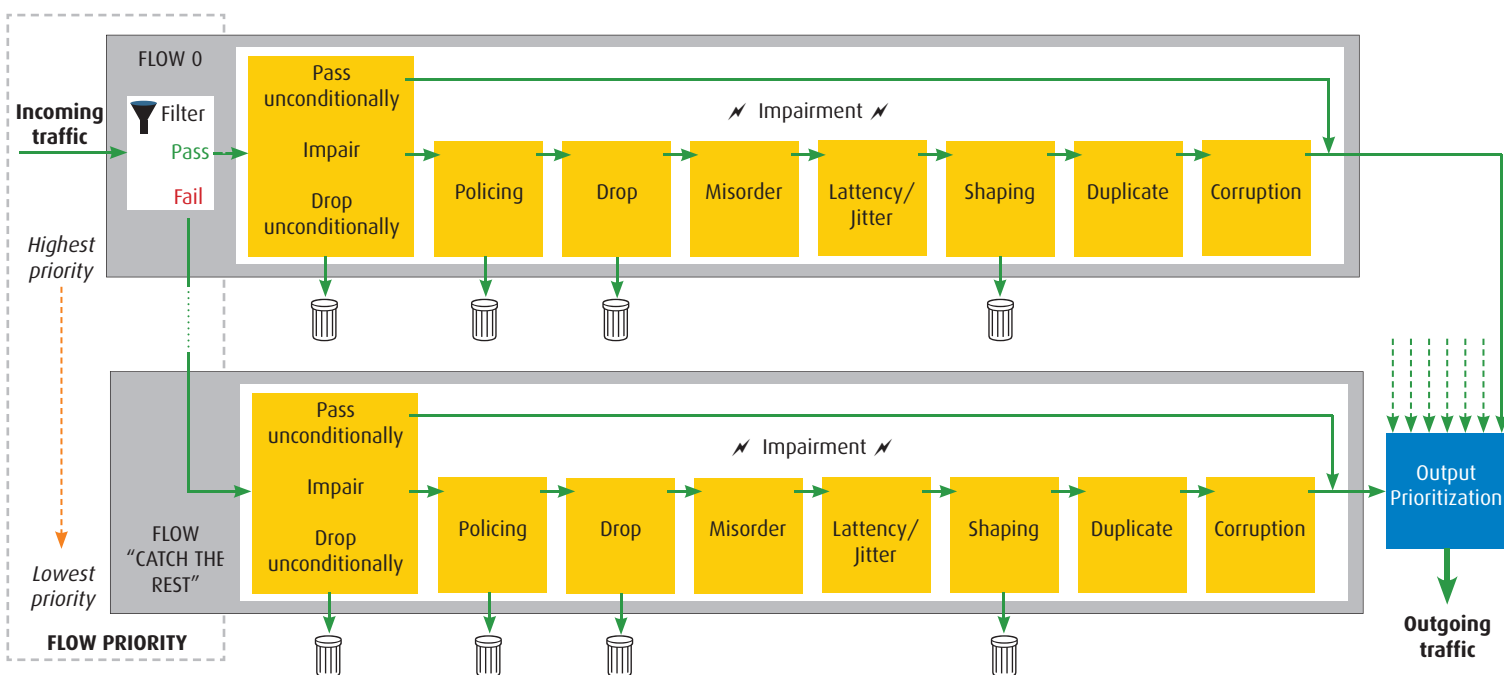 FLOW 0
Incoming
traffic
Filter
Pass
Fail
Pass
unconditionally
Impair
Drop
unconditionally
Impairment
Policing
Drop
Misorder
Lattency/
Jitter
Shaping
Duplicate
Corruption
Highest
priority
Lowest
priority
FLOW PRIORITY
FLOW
“CATCH THE
REST”
Pass
unconditionally
Impair
Drop
unconditionally
Impairment
Policing
Drop
Misorder
Lattency/
Jitter
Shaping
Duplicate
Corruption
Output
Prioritization
Outgoing
traffic